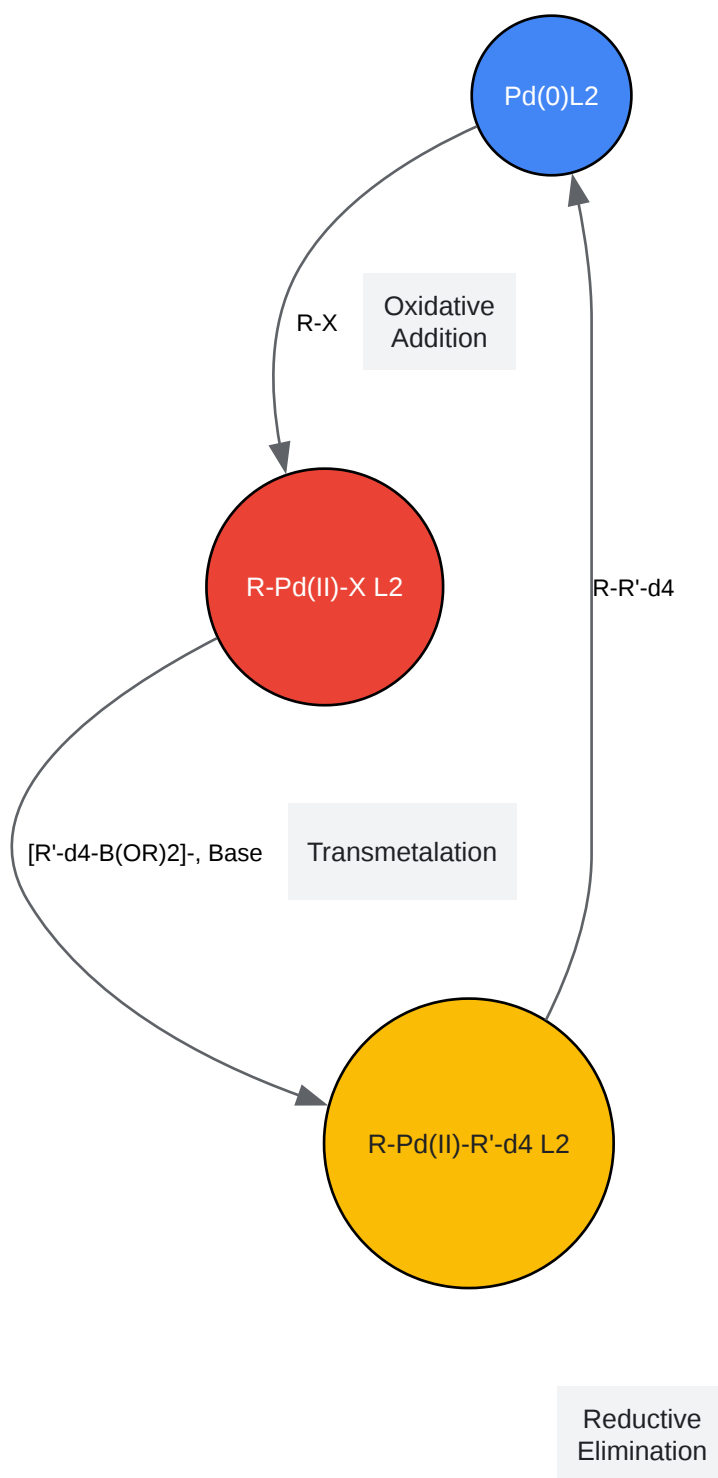 Pd(0)L2
R-X
Oxidative
Addition
R-Pd(II)-X L2
R-R'-d4
[R'-d4-B(OR)2]-, Base
Transmetalation
R-Pd(II)-R'-d4 L2
Reductive
Elimination